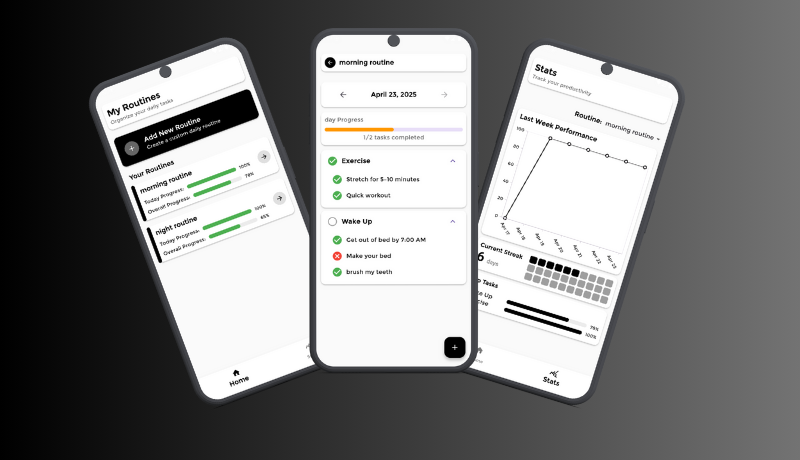 My Routines
Organize your daily tasks
Add New Routine
Create a custom daily routine
Your Routines
morning routine
Today Progress: 100%
Overall Progress: 78%
night routine
Today Progress: 100%
Overall Progress: 65%
Home
morning routine
April 23, 2025
day Progress
1/2 tasks completed
Exercise
Stretch for 5-10 minutes
Quick workout
Wake Up
Get out of bed by 7:00 AM
Make your bed
brush my teeth
+
Stats
Track your productivity
Routine: morning routine
Last Week Performance
100
80
60
40
20
0
Apr 18
Apr 19
Apr 20
Apr 21
Apr 22
Apr 23
Current Streak
6 days
Tasks
Up 78%
100%
Stats